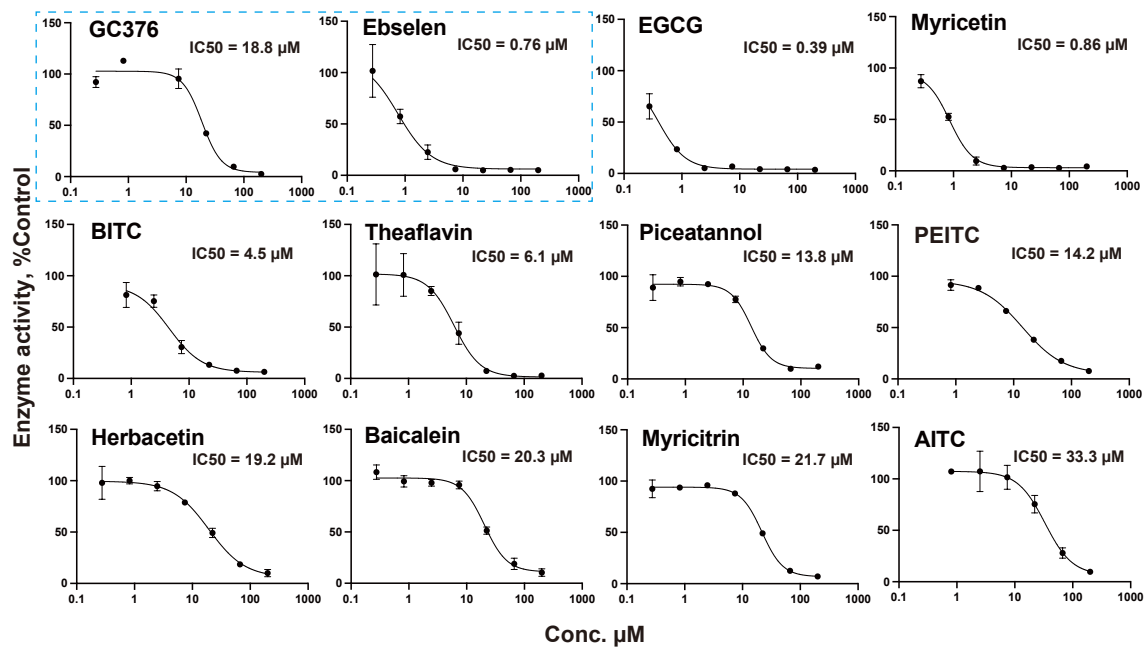 GC376
IC50 = 18.8 µM
150
100
50
0
0.1 1 10 100 1000
Ebselen
IC50 = 0.76 µM
150
100
50
0
0.1 1 10 100 1000
EGCG
IC50 = 0.39 µM
150
100
50
0
0.1 1 10 100 1000
Myricetin
IC50 = 0.86 µM
150
100
50
0
0.1 1 10 100 1000
Enzyme activity, %Control
BITC
IC50 = 4.5 µM
150
100
50
0
0.1 1 10 100 1000
Theaflavin
IC50 = 6.1 µM
150
100
50
0
0.1 1 10 100 1000
Piceatannol
IC50 = 13.8 µM
150
100
50
0
0.1 1 10 100 1000
PEITC
IC50 = 14.2 µM
150
100
50
0
0.1 1 10 100 1000
Herbacetin
IC50 = 19.2 µM
150
100
50
0
0.1 1 10 100 1000
Baicalein
IC50 = 20.3 µM
150
100
50
0
0.1 1 10 100 1000
Myricitrin
IC50 = 21.7 µM
150
100
50
0
0.1 1 10 100 1000
AITC
IC50 = 33.3 µM
150
100
50
0
0.1 1 10 100 1000
Conc. µM